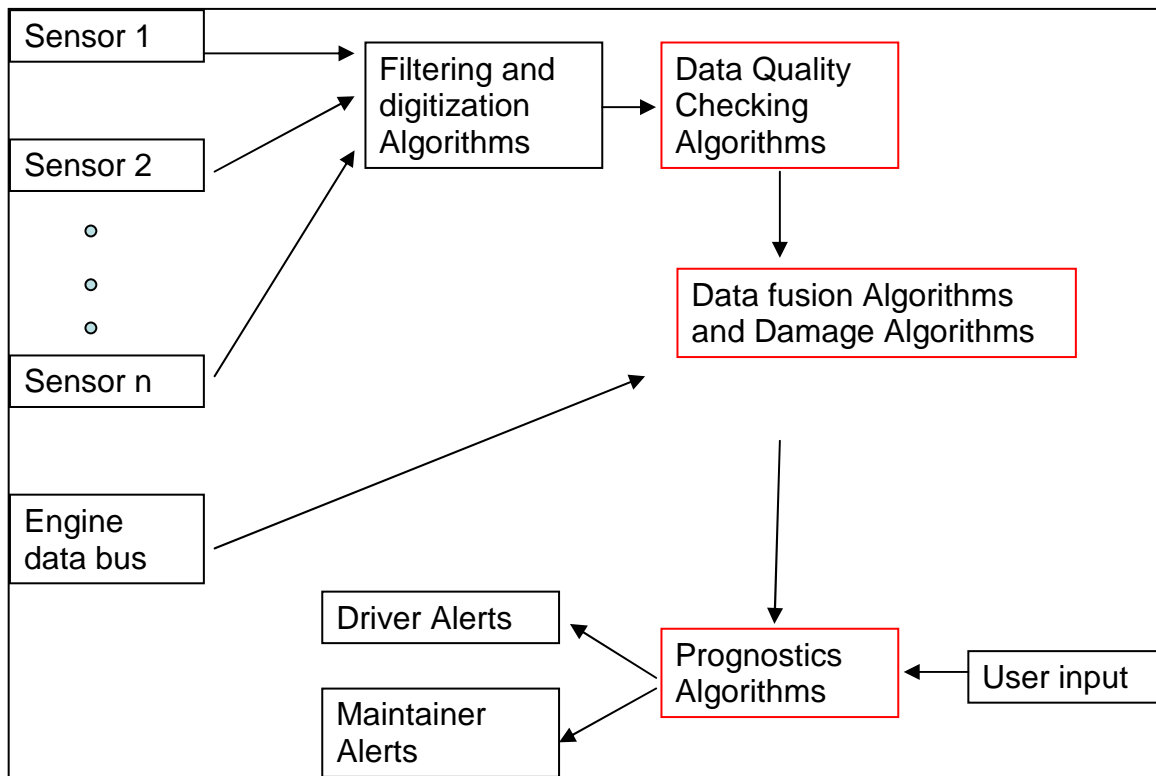 Sensor 1
Filtering and
digitization
Algorithms
Data Quality
Checking
Algorithms
Sensor 2
Data fusion Algorithms
and Damage Algorithms
Sensor n
Engine
data bus
Driver Alerts
Prognostics
Algorithms
User input
Maintainer
Alerts